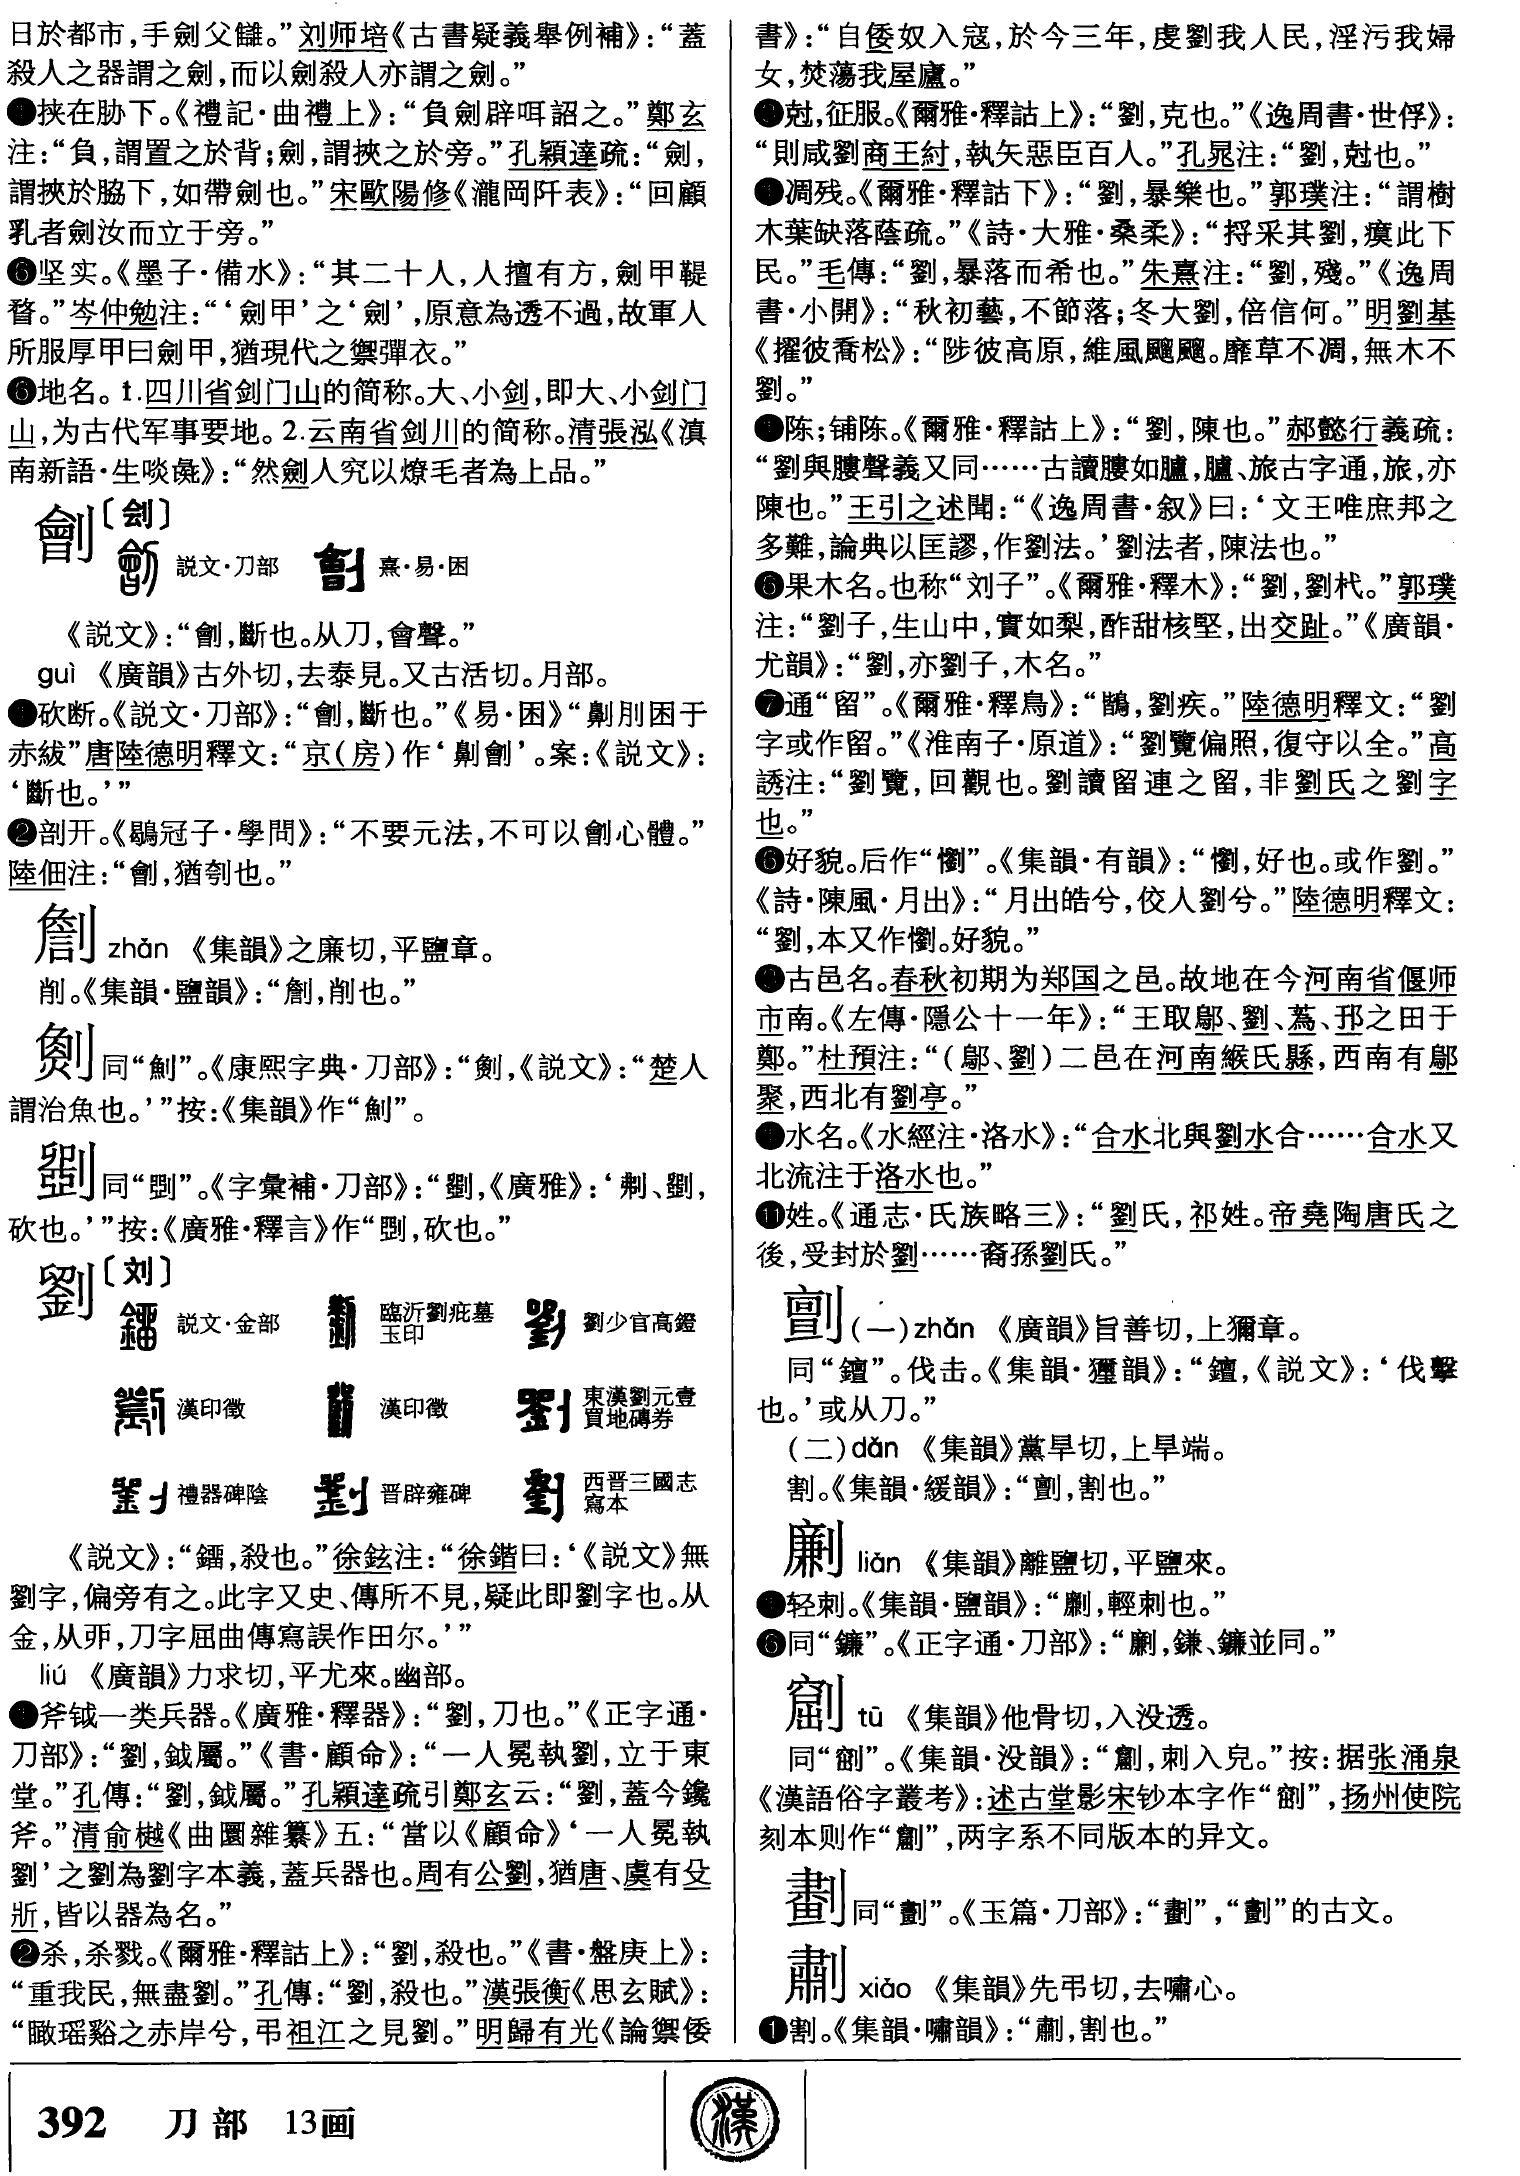 日於都市，手劍父讎。”刘师培《古書疑義舉例補》：“蓋
殺人之器謂之劍，而以劍殺人亦謂之劍。”
❹挟在胁下。《禮記·曲禮上》：“負劍辟咡詔之。”鄭玄
注：“負，謂置之於背；劍，謂挾之於旁。”孔穎達疏：“劍，
謂挾於脇下，如帶劍也。”宋歐陽修《瀧岡阡表》：“回顧
乳者劍汝而立于旁。”
坚实。《墨子·備水》：“其二十人，人擅有方，劍甲鞮
瞀。”岑仲勉注：“‘劍甲’之‘劍’，原意為透不過，故軍人
所服厚甲曰劍甲，猶現代之禦彈衣。”
❻地名。1.四川省剑门山的简称。大、小剑，即大、小剑门
山，为古代军事要地。2.云南省剑川的简称。清張泓《滇
南新語·生啖彘》：“然劍人究以燎毛者為上品。”
劊〔刽〕
説文·刀部 熹·易·困
《説文》：“劊，斷也。从刀，會聲。”
guì 《廣韻》古外切，去泰見。又古活切。月部。
❶砍断。《説文·刀部》：“劊，斷也。”《易·困》“劓刖困于
赤紱”唐陸德明釋文：“京（房）作‘劓劊’。案：《説文》：
‘斷也。’”
❷剖开。《鶡冠子·學問》：“不要元法，不可以劊心體。”
陸佃注：“劊，猶刳也。”
zhān 《集韻》之廉切，平鹽章。
削。《集韻·鹽韻》：“，削也。”
同“魝”。《康熙字典·刀部》：“，《説文》：“楚人
謂治魚也。’”按：《集韻》作“魝”。
同“剄”。《字彙補·刀部》：“，《廣雅》：‘刜、，
砍也。’”按：《廣雅·釋言》作“，砍也。”
劉〔刘〕
説文·金部 臨沂劉疵墓玉印 劉少官高鐙
漢印徵 漢印徵 東漢劉元壹買地磚券
禮器碑陰 晋辟雍碑 西晋三國志寫本
《説文》：“鎦，殺也。”徐鉉注：“徐鍇曰：‘《説文》無
劉字，偏旁有之。此字又史、傳所不見，疑此即劉字也。从
金，从丣，刀字屈曲傳寫誤作田尔。’”
liú 《廣韻》力求切，平尤來。幽部。
❶斧钺一类兵器。《廣雅·釋器》：“劉，刀也。”《正字通·
刀部》：“劉，鉞屬。”《書·顧命》：“一人冕執劉，立于東
堂。”孔傳：“劉，鉞屬。”孔穎達疏引鄭玄云：“劉，蓋今鑱
斧。”清俞樾《曲園雜纂》五：“當以《顧命》‘一人冕執
劉’之劉為劉字本義，蓋兵器也。周有公劉，猶唐、虞有殳
斨，皆以器為名。”
❷杀，杀戮。《爾雅·釋詁上》：“劉，殺也。”《書·盤庚上》：
“重我民，無盡劉。”孔傳：“劉，殺也。”漢張衡《思玄賦》：
“瞰瑶谿之赤岸兮，弔祖江之見劉。”明歸有光《論禦倭
書》：“自倭奴入寇，於今三年，虔劉我人民，淫污我婦
女，焚蕩我屋廬。”
❸尅，征服。《爾雅·釋詁上》：“劉，克也。”《逸周書·世俘》：
“則咸劉商王紂，執矢惡臣百人。”孔晁注：“劉，尅也。”
❹凋残。《爾雅·釋詁下》：“劉，暴樂也。”郭璞注：“謂樹
木葉缺落蔭疏。”《詩·大雅·桑柔》：“捋采其劉，瘼此下
民。”毛傳：“劉，暴落而希也。”朱熹注：“劉，殘。”《逸周
書·小開》：“秋初藝，不節落；冬大劉，倍信何。”明劉基
《擢彼喬松》：“陟彼高原，維風飀飀。靡草不凋，無木不
劉。”
❺陈；铺陈。《爾雅·釋詁上》：“劉，陳也。”郝懿行義疏：
“劉與膢聲義又同……古讀膢如臚，臚、旅古字通，旅，亦
陳也。”王引之述聞：“《逸周書·叙》曰：‘文王唯庶邦之
多難，論典以匡謬，作劉法。’劉法者，陳法也。”
❻果木名。也称“刘子”。《爾雅·釋木》：“劉，劉杙。”郭璞
注：“劉子，生山中，實如梨，酢甜核堅，出交趾。”《廣韻·
尤韻》：“劉，亦劉子，木名。”
❼通“留”。《爾雅·釋鳥》：“鶹，劉疾。”陸德明釋文：“劉
字或作留。”《淮南子·原道》：“劉覽偏照，復守以全。”高
誘注：“劉覽，回觀也。劉讀留連之留，非劉氏之劉字
也。”
好貌。后作“懰”。《集韻·有韻》：“懰，好也。或作劉。”
《詩·陳風·月出》：“月出皓兮，佼人劉兮。”陸德明釋文：
“劉，本又作懰。好貌。”
古邑名。春秋初期为郑国之邑。故地在今河南省偃师
市南。《左傳·隱公十一年》：“王取鄔、劉、蒍、邘之田于
鄭。”杜預注：“（鄔、劉）二邑在河南緱氏縣，西南有鄔
聚，西北有劉亭。”
水名。《水經注·洛水》：“合水北與劉水合……合水又
北流注于洛水也。”
⓫姓。《通志·氏族略三》：“劉氏，祁姓。帝堯陶唐氏之
後，受封於劉……裔孫劉氏。”
（一）zhǎn 《廣韻》旨善切，上獮章。
同“鐔”。伐击。《集韻·獮韻》：“，《説文》：‘伐擊
也。’或从刀。”
（二）dǎn 《集韻》黨旱切，上旱端。
割。《集韻·緩韻》：“，割也。”
lián 《集韻》離鹽切，平鹽來。
❶轻刺。《集韻·鹽韻》：“，輕刺也。”
同“鐮”。《正字通·刀部》：“，鎌、鐮並同。”
tū 《集韻》他骨切，入没透。
同“”。《集韻·没韻》：“，刺入皃。”按：据张涌泉
《漢語俗字叢考》：述古堂影宋钞本字作“”，扬州使院
刻本则作“”，两字系不同版本的异文。
同“劃”。《玉篇·刀部》：“”，“劃”的古文。
xiāo 《集韻》先弔切，去嘯心。
❶割。《集韻·嘯韻》：“，割也。”
392 刀部 13画
漢